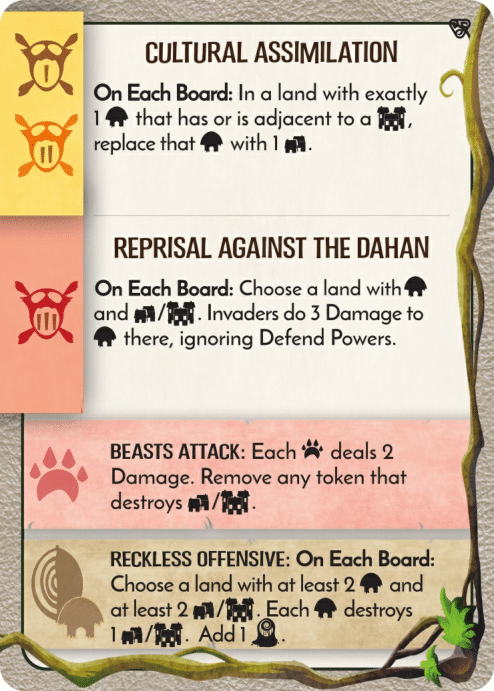 CULTURAL ASSIMILATION
I
On Each Board: In a land with exactly
1 that has or is adjacent to a ,
II
replace that with 1 .
REPRISAL AGAINST THE DAHAN
On Each Board: Choose a land with
III
and / . Invaders do 3 Damage to
there, ignoring Defend Powers.
BEASTS ATTACK: Each deals 2
Damage. Remove any token that
destroys / .
RECKLESS OFFENSIVE: On Each Board:
Choose a land with at least 2 and
at least 2 / . Each destroys
1 / . Add 1 .